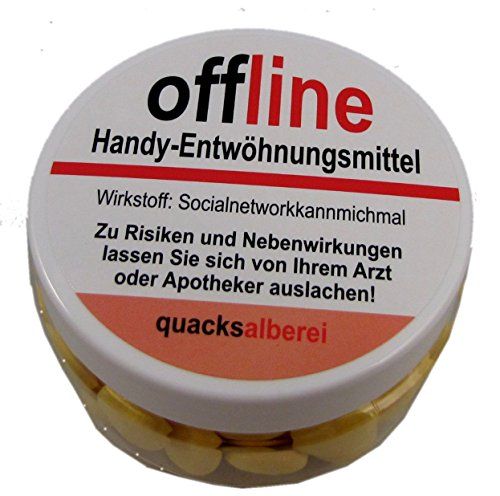 offline
Handy-Entwöhnungsmittel
Wirkstoff: Socialnetworkkannmichmal
Zu Risiken und Nebenwirkungen
lassen Sie sich von Ihrem Arzt
oder Apotheker auslachen!
quacksalberei